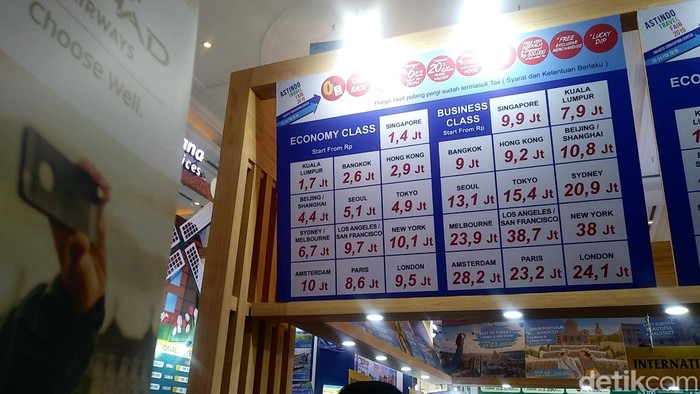 AIRWAYS
Choose Well.
ASTINDO
TRAVEL
FAIR
2019
Harga Tiket pulang pergi sudah termasuk Tax ( Syarat dan Ketentuan Berlaku )
"FREE
EXCLUSIVE
MERCHANDISE"
"LUCKY
DIP"
ECONOMY CLASS
Start From Rp
SINGAPORE
1,4 Jt
KUALA
LUMPUR
1,7 Jt
BANGKOK
2,6 Jt
HONG KONG
2,9 Jt
BEIJING /
SHANGHAI
4,4 Jt
SEOUL
5,1 Jt
TOKYO
4,9 Jt
SYDNEY /
MELBOURNE
6,7 Jt
LOS ANGELES /
SAN FRANCISCO
9,7 Jt
NEW YORK
10,1 Jt
AMSTERDAM
10 Jt
PARIS
8,6 Jt
LONDON
9,5 Jt
BUSINESS
CLASS
Start From Rp
SINGAPORE
9,9 Jt
KUALA
LUMPUR
7,9 Jt
BANGKOK
9 Jt
HONG KONG
9,2 Jt
BEIJING /
SHANGHAI
10,8 Jt
SEOUL
13,1 Jt
TOKYO
15,4 Jt
SYDNEY
20,9 Jt
MELBOURNE
23,9 Jt
LOS ANGELES /
SAN FRANCISCO
38,7 Jt
NEW YORK
38 Jt
AMSTERDAM
28,2 Jt
PARIS
23,2 Jt
LONDON
24,1 Jt
ASTINDO
TRAVEL
FAIR
2019
INTERNATI
detikcom